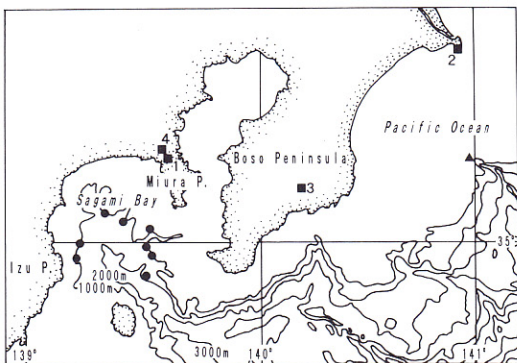 2
Pacific Ocean
4
1
Boso Peninsula
Miura P.
3
Sagami Bay
35°
Izu P.
2000m
1000m
3000m
139°
140°
141°